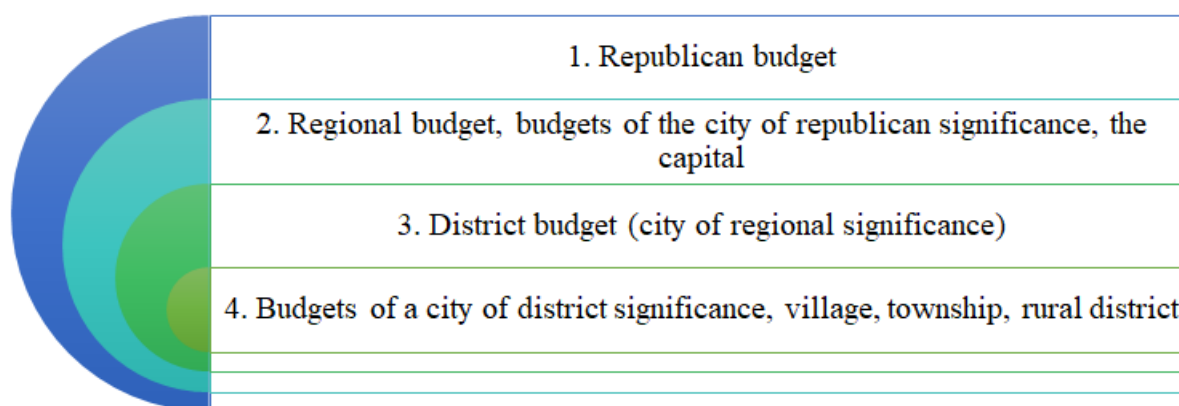 1. Republican budget
2. Regional budget, budgets of the city of republican significance, the
capital
3. District budget (city of regional significance)
4. Budgets of a city of district significance, village, township, rural district